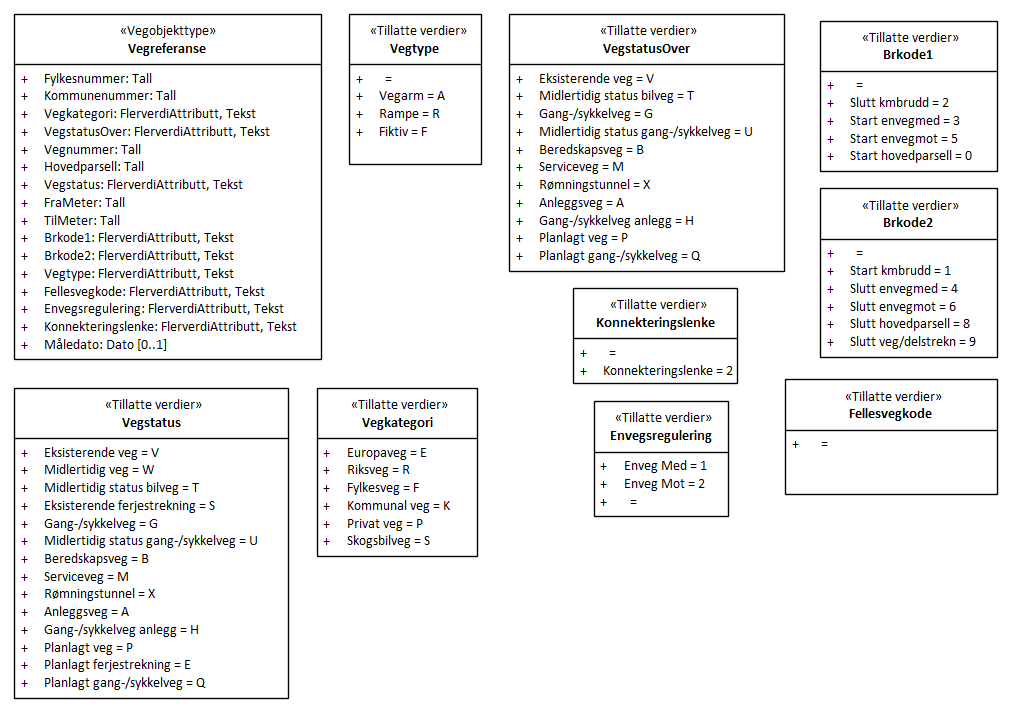 «Vegobjekttype»
Vegreferanse
+ Fylkesnummer: Tall
+ Kommunenummer: Tall
+ Vegkategori: FlerverdiAttributt, Tekst
+ VegstatusOver: FlerverdiAttributt, Tekst
+ Vegnummer: Tall
+ Hovedparsell: Tall
+ Vegstatus: FlerverdiAttributt, Tekst
+ FraMeter: Tall
+ TilMeter: Tall
+ Brkode1: FlerverdiAttributt, Tekst
+ Brkode2: FlerverdiAttributt, Tekst
+ Vegtype: FlerverdiAttributt, Tekst
+ Fellesvegkode: FlerverdiAttributt, Tekst
+ Envegsregulering: FlerverdiAttributt, Tekst
+ Konnekteringslenke: FlerverdiAttributt, Tekst
+ Måledato: Dato [0..1]
«Tillatte verdier»
Vegtype
+ =
+ Vegarm = A
+ Rampe = R
+ Fiktiv = F
«Tillatte verdier»
VegstatusOver
+ Eksisterende veg = V
+ Midlertidig status bilveg = T
+ Gang-/sykkelveg = G
+ Midlertidig status gang-/sykkelveg = U
+ Beredskapsveg = B
+ Serviceveg = M
+ Rømningstunnel = X
+ Anleggsveg = A
+ Gang-/sykkelveg anlegg = H
+ Planlagt veg = P
+ Planlagt gang-/sykkelveg = Q
«Tillatte verdier»
Brkode1
+ =
+ Slutt kmbrudd = 2
+ Start envegmed = 3
+ Start envegmot = 5
+ Start hovedparsell = 0
«Tillatte verdier»
Brkode2
+ =
+ Start kmbrudd = 1
+ Slutt envegmed = 4
+ Slutt envegmot = 6
+ Slutt hovedparsell = 8
+ Slutt veg/delstrekn = 9
«Tillatte verdier»
Konnekteringslenke
+ =
+ Konnekteringslenke = 2
«Tillatte verdier»
Vegstatus
+ Eksisterende veg = V
+ Midlertidig veg = W
+ Midlertidig status bilveg = T
+ Eksisterende ferjestrekning = S
+ Gang-/sykkelveg = G
+ Midlertidig status gang-/sykkelveg = U
+ Beredskapsveg = B
+ Serviceveg = M
+ Rømningstunnel = X
+ Anleggsveg = A
+ Gang-/sykkelveg anlegg = H
+ Planlagt veg = P
+ Planlagt ferjestrekning = E
+ Planlagt gang-/sykkelveg = Q
«Tillatte verdier»
Vegkategori
+ Europaveg = E
+ Riksveg = R
+ Fylkesveg = F
+ Kommunal veg = K
+ Privat veg = P
+ Skogsbilveg = S
«Tillatte verdier»
Envegsregulering
+ Enveg Med = 1
+ Enveg Mot = 2
+ =
«Tillatte verdier»
Fellesvegkode
+ =